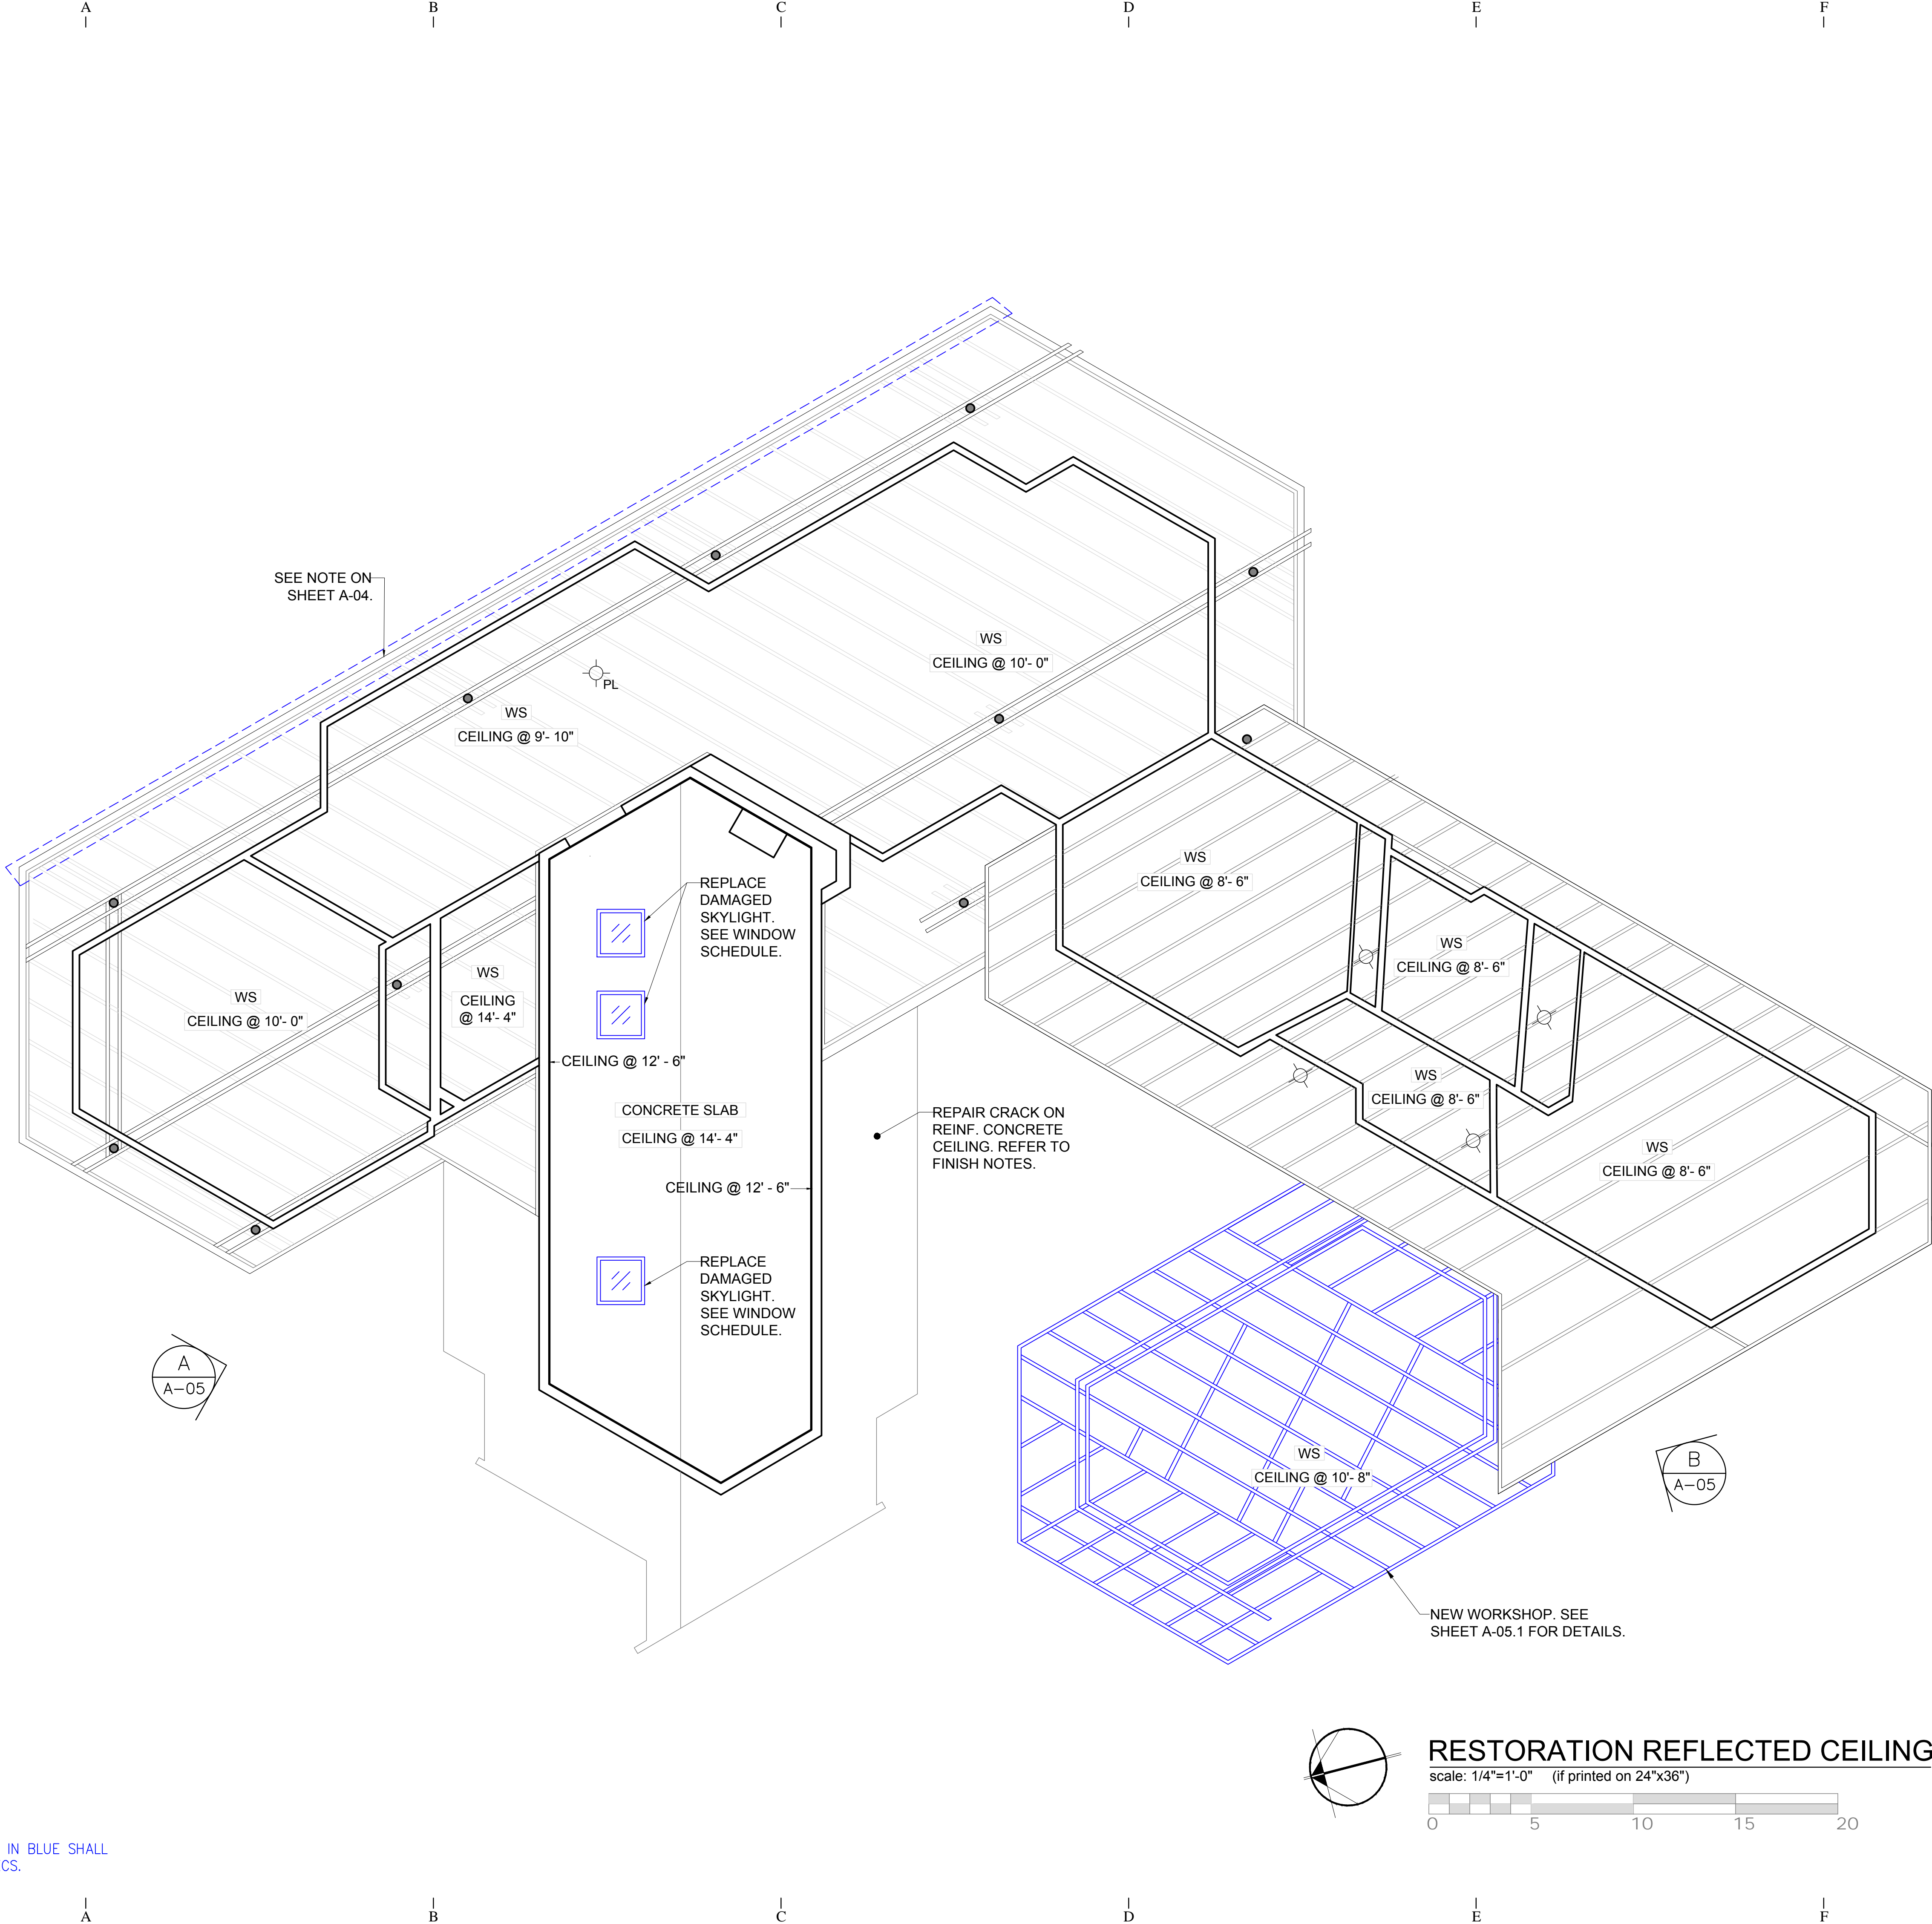 A B C D E F
SEE NOTE ON
SHEET A-04.
WS
CEILING @ 10'- 0"
PL
WS
CEILING @ 9'- 10"
WS
CEILING @ 8'- 6"
REPLACE
DAMAGED
SKYLIGHT.
SEE WINDOW
SCHEDULE.
WS
CEILING @ 8'- 6"
WS
CEILING
@ 14'- 4"
WS
CEILING @ 10'- 0"
CEILING @ 12' - 6"
WS
CEILING @ 8'- 6"
CONCRETE SLAB
CEILING @ 14'- 4"
REPAIR CRACK ON
REINF. CONCRETE
CEILING. REFER TO
FINISH NOTES.
WS
CEILING @ 8'- 6"
CEILING @ 12' - 6"
REPLACE
DAMAGED
SKYLIGHT.
SEE WINDOW
SCHEDULE.
A
A-05
WS
CEILING @ 10'- 8"
B
A-05
NEW WORKSHOP. SEE
SHEET A-05.1 FOR DETAILS.
RESTORATION REFLECTED CEILING
scale: 1/4"=1'-0" (if printed on 24"x36")
0 5 10 15 20
IN BLUE SHALL
CS.
A B C D E F